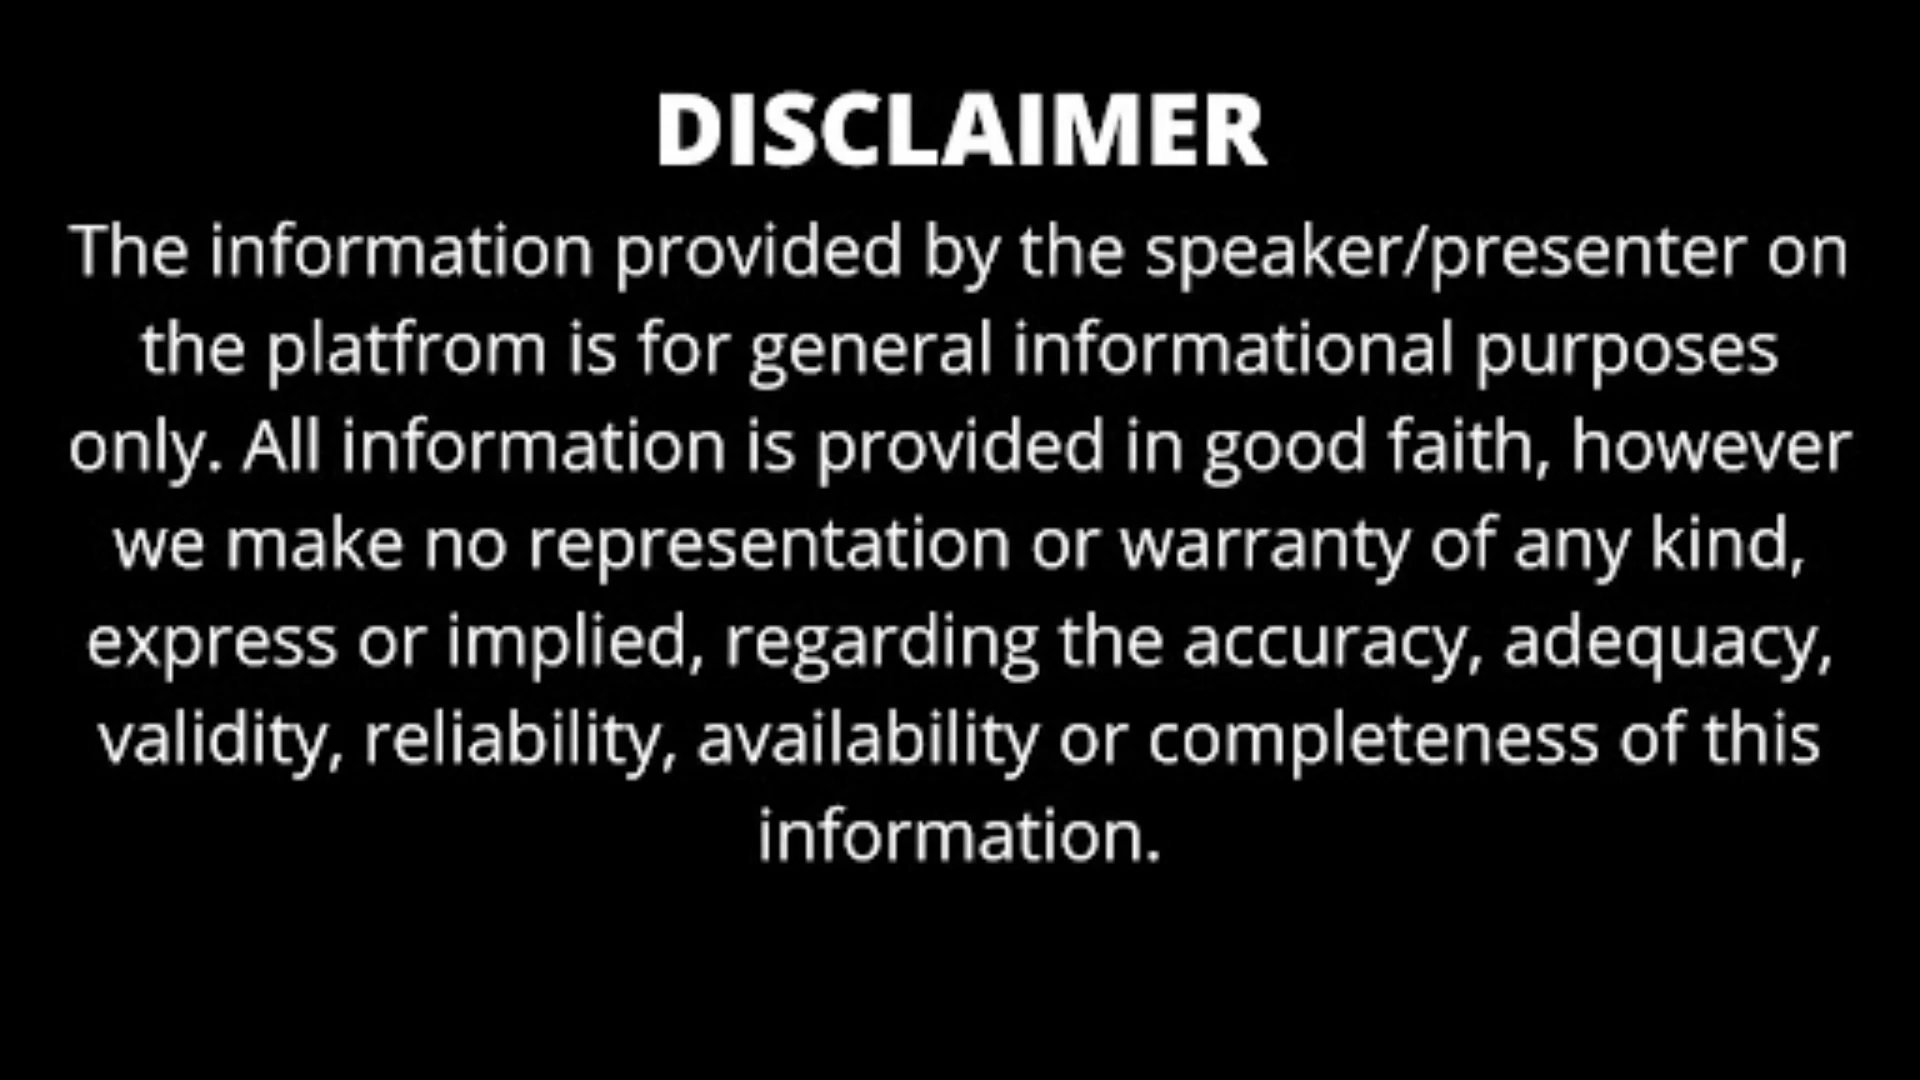 DISCLAIMER
The information provided by the speaker/presenter on
the platfrom is for general informational purposes
only. All information is provided in good faith, however
we make no representation or warranty of any kind,
express or implied, regarding the accuracy, adequacy,
validity, reliability, availability or completeness of this
information.